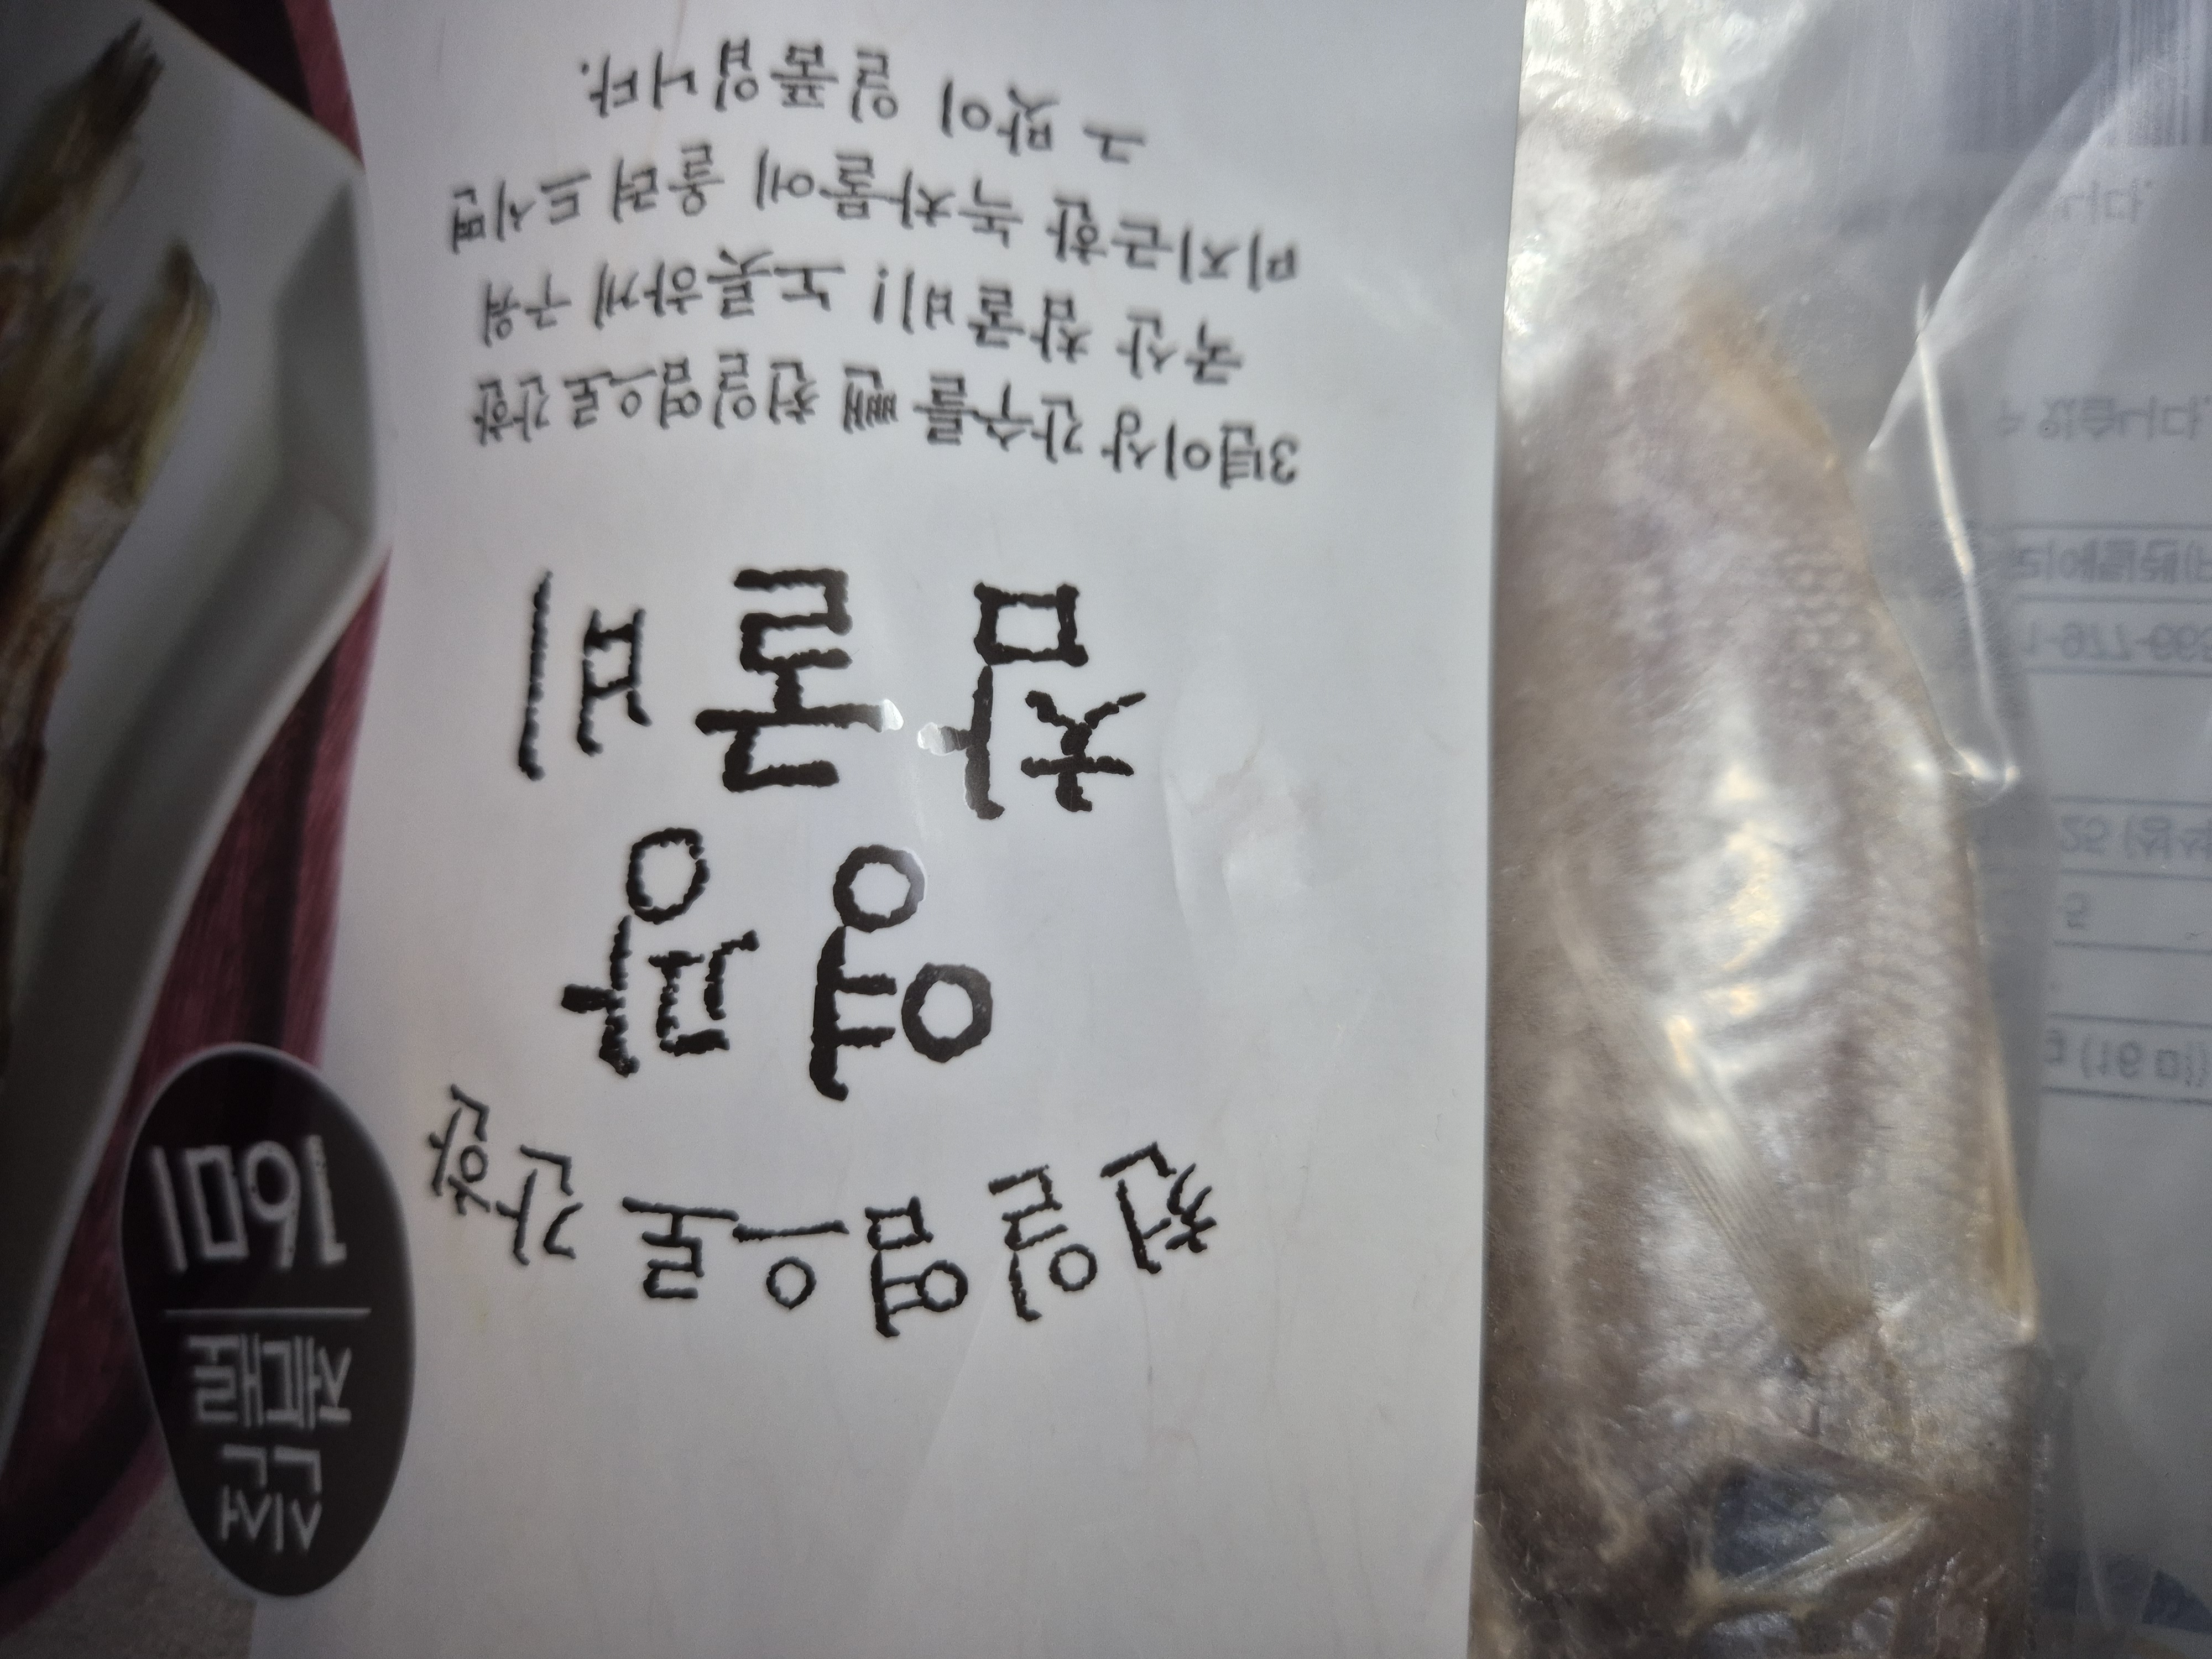 천일염으로 간한
영광
참굴비
3년이상 간수를 뺀 천일염으로 간한
국산 참굴비! 노릇하게 구워
미지근한 녹차물에 올려 드시면
그 맛이 일품입니다.
16미